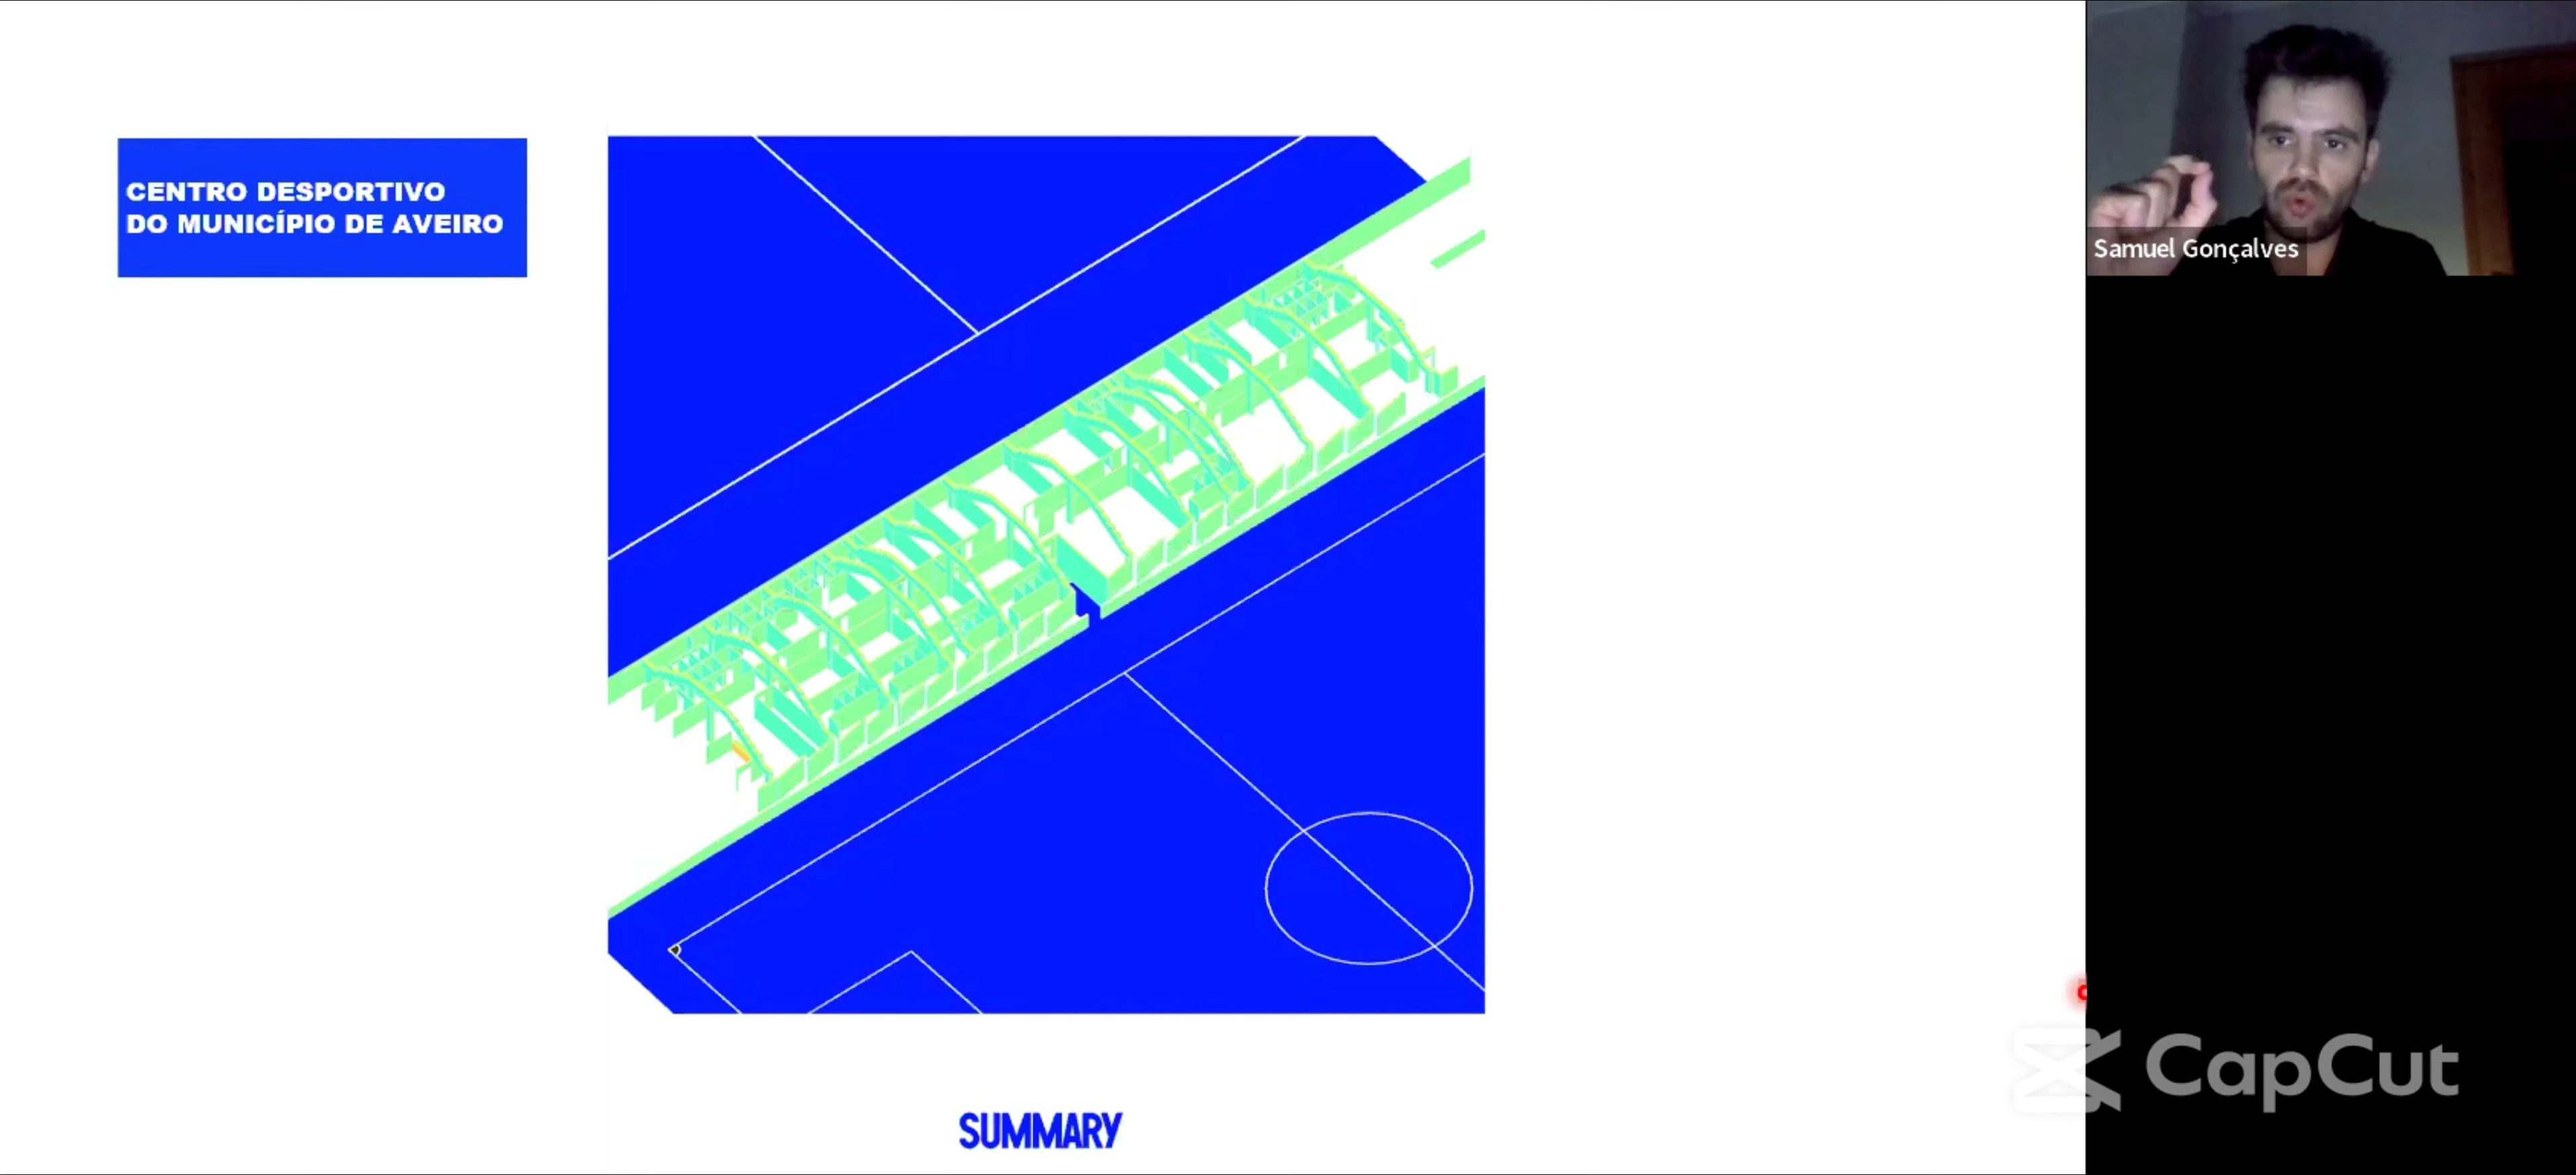 CENTRO DESPORTIVO
DO MUNICÍPIO DE AVEIRO
Samuel Gonçalves
CapCut
SUMMARY